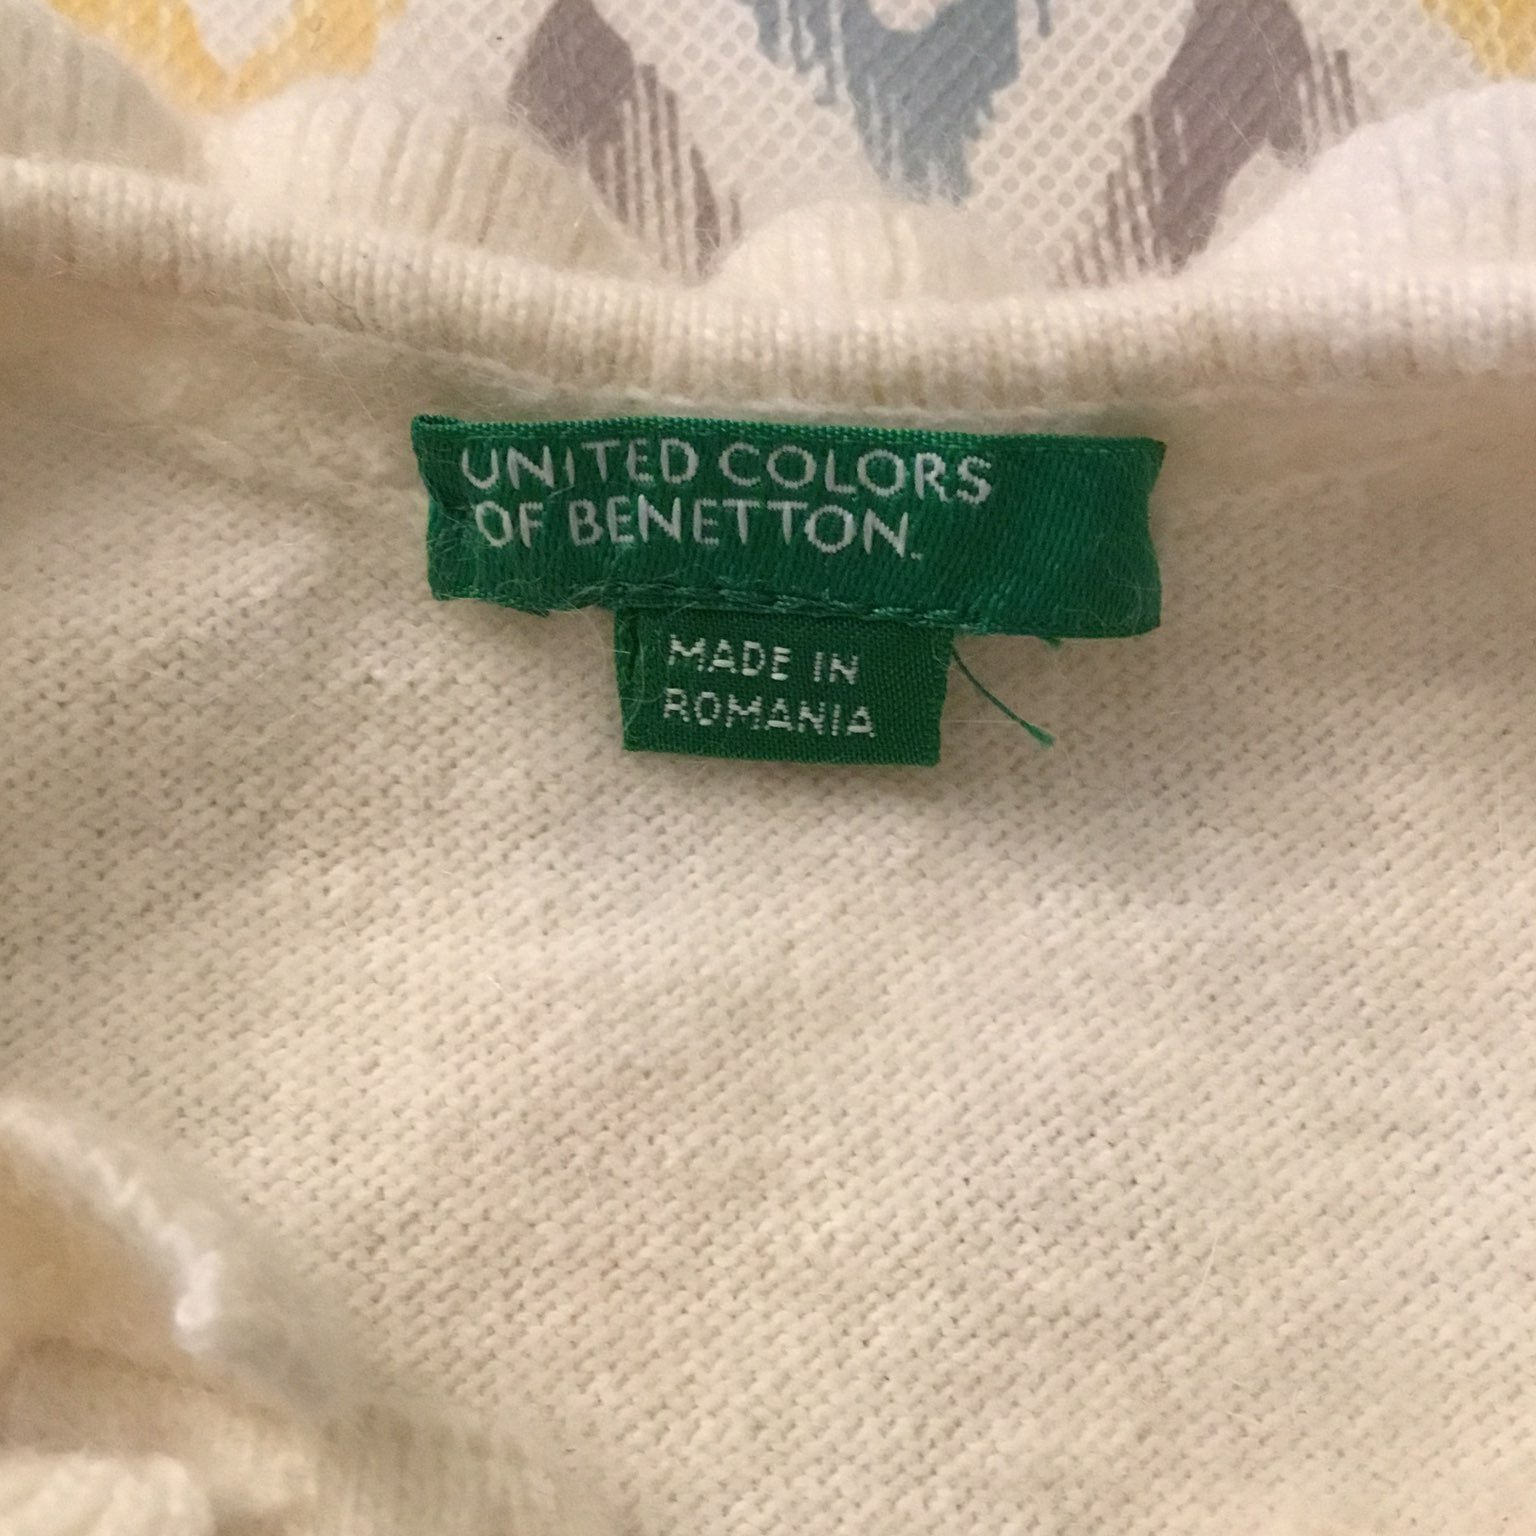 UNITED COLORS
OF BENETTON.
MADE IN
ROMANIA